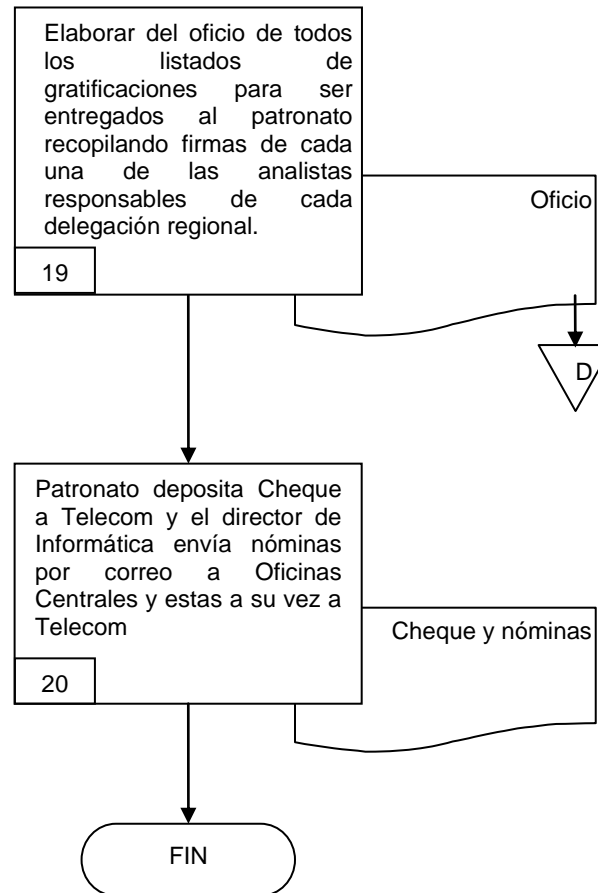 Elaborar del oficio de todos
los listados de
gratificaciones para ser
entregados al patronato
recopilando firmas de cada
una de las analistas
responsables de cada
delegación regional.
Oficio
19
D
Patronato deposita Cheque
a Telecom y el director de
Informática envía nóminas
por correo a Oficinas
Centrales y estas a su vez a
Telecom
Cheque y nóminas
20
FIN